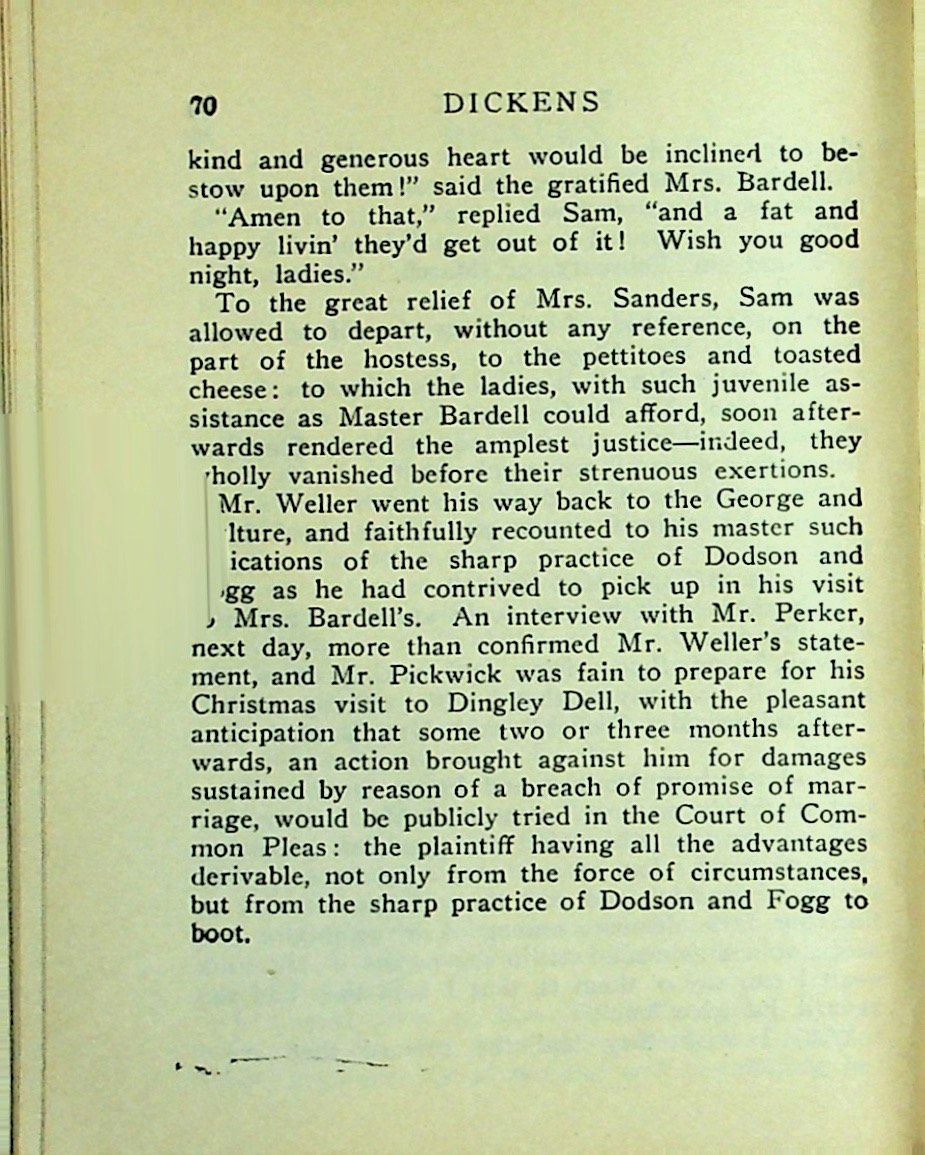 70 DICKENS
kind and generous heart would be inclined to be-
stow upon them!" said the gratified Mrs. Bardell.
"Amen to that," replied Sam, "and a fat and
happy livin' they'd get out of it! Wish you good
night, ladies."
To the great relief of Mrs. Sanders, Sam was
allowed to depart, without any reference, on the
part of the hostess, to the pettitoes and toasted
cheese: to which the ladies, with such juvenile as-
sistance as Master Bardell could afford, soon after-
wards rendered the amplest justice—indeed, they
holly vanished before their strenuous exertions.
Mr. Weller went his way back to the George and
lture, and faithfully recounted to his master such
ications of the sharp practice of Dodson and
gg as he had contrived to pick up in his visit
Mrs. Bardell's. An interview with Mr. Perker,
next day, more than confirmed Mr. Weller's state-
ment, and Mr. Pickwick was fain to prepare for his
Christmas visit to Dingley Dell, with the pleasant
anticipation that some two or three months after-
wards, an action brought against him for damages
sustained by reason of a breach of promise of mar-
riage, would be publicly tried in the Court of Com-
mon Pleas: the plaintiff having all the advantages
derivable, not only from the force of circumstances,
but from the sharp practice of Dodson and Fogg to
boot.